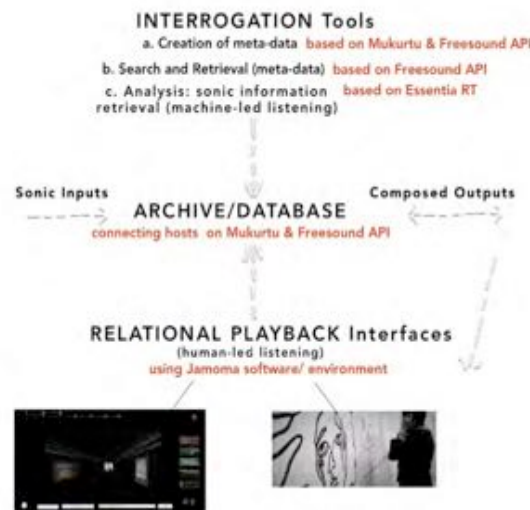 INTERROGATION Tools
a. Creation of meta-data based on Mukurtu & Freesound API
b. Search and Retrieval (meta-data) based on Freesound API
c. Analysis: sonic information based on Essentia RT
retrieval (machine-led listening)
Sonic Inputs
Composed Outputs
ARCHIVE/DATABASE
connecting hosts on Mukurtu & Freesound API
RELATIONAL PLAYBACK Interfaces
(human-led listening)
using Jamoma software/ environment